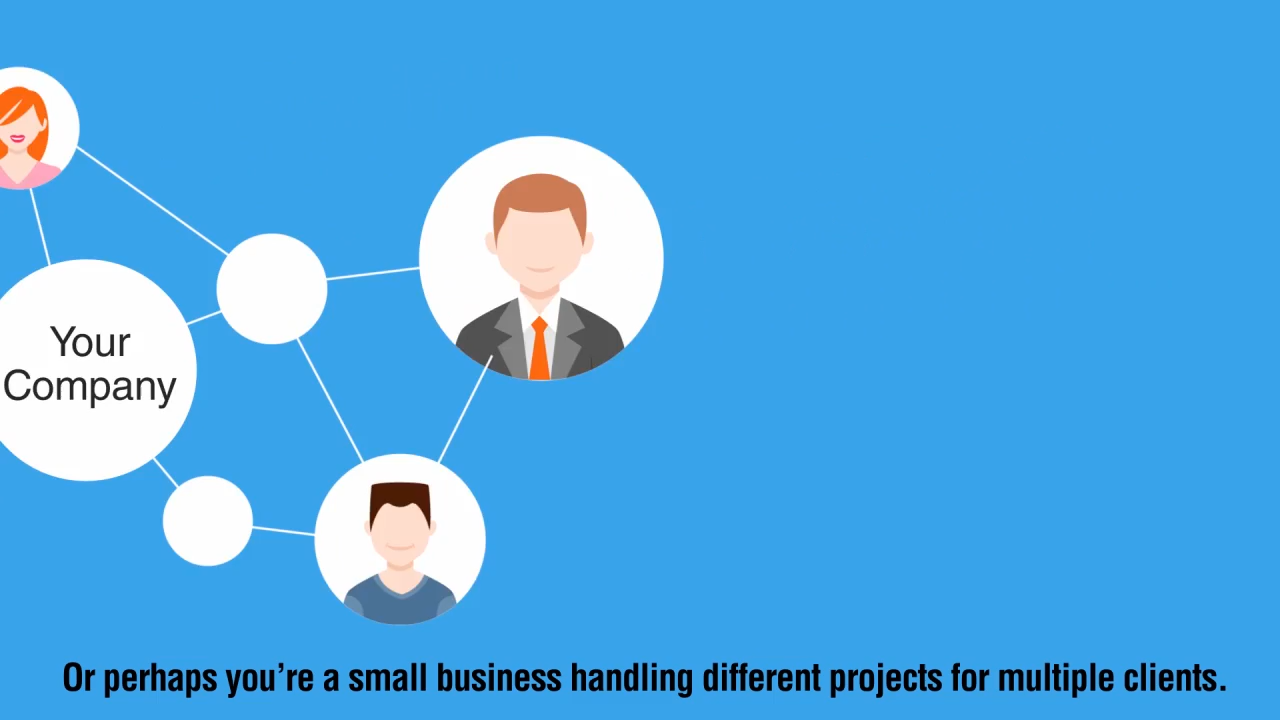 Your
Company
Or perhaps you’re a small business handling different projects for multiple clients.